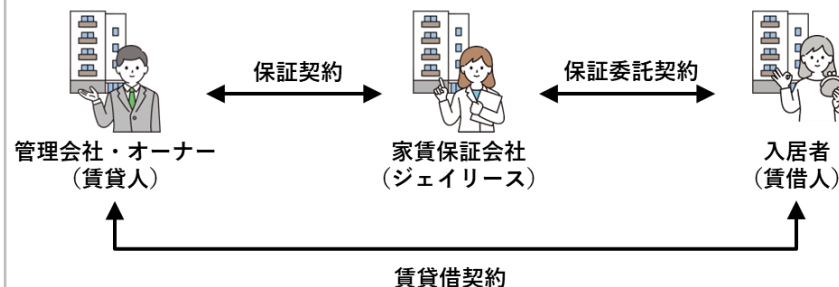 保証契約
保証委託契約
管理会社・オーナー
（賃貸人）
家賃保証会社
（ジェイリース）
入居者
（賃借人）
賃貸借契約